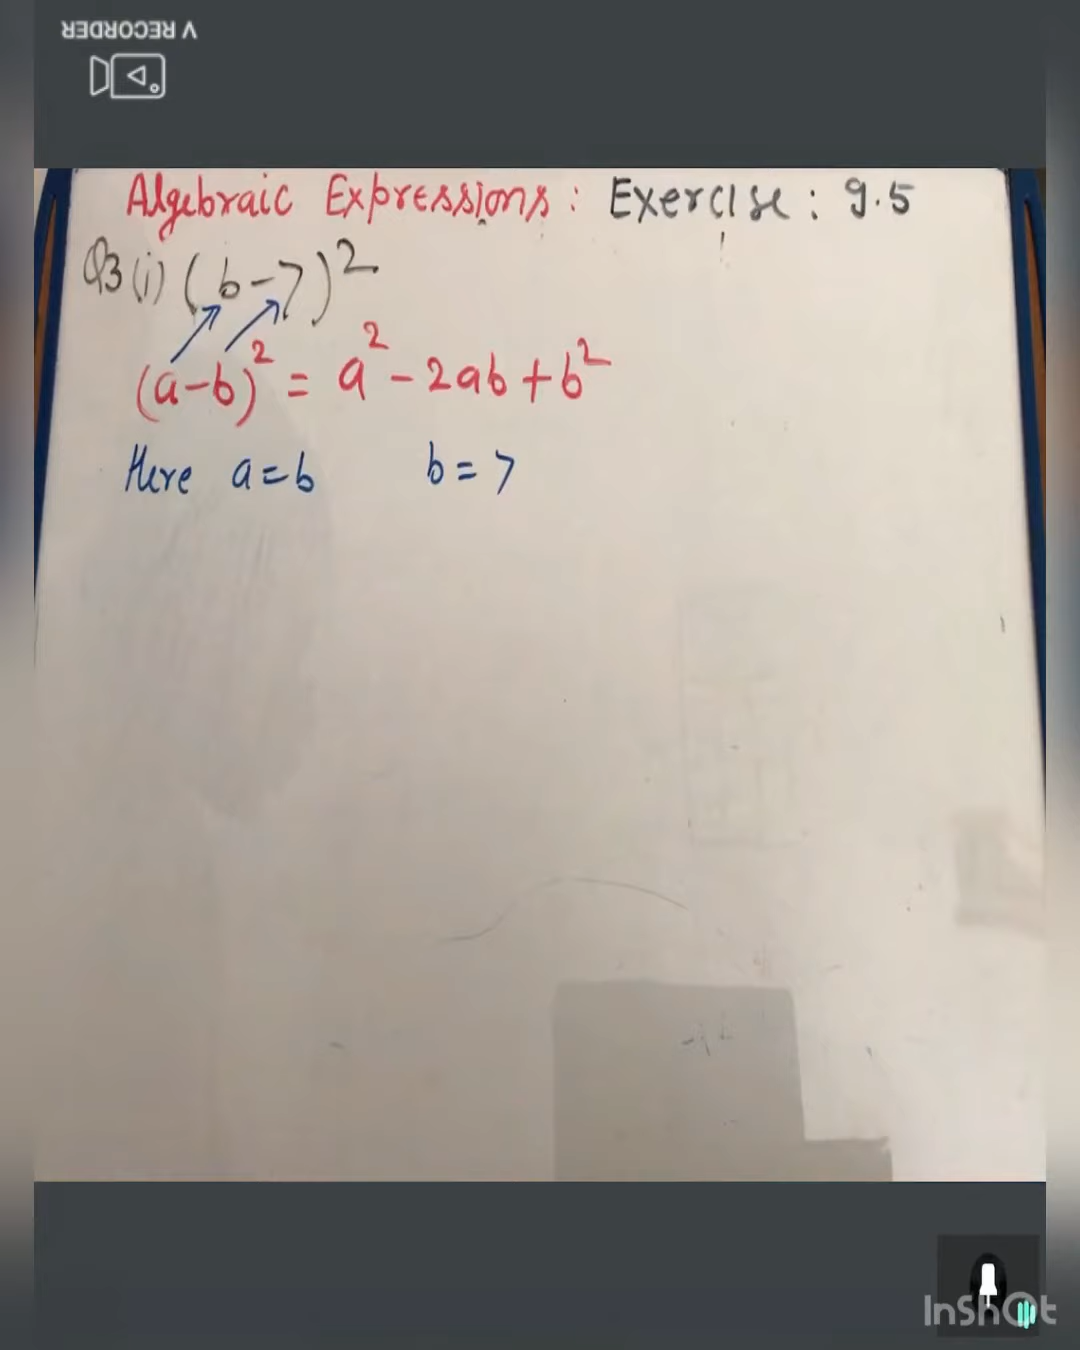 V RECORDER
Algebraic Expressions: Exercise: 9.5
Q3 (i) (b-7)²
(a-b)² = a² - 2ab + b²
Here a=b b=7
InShOt